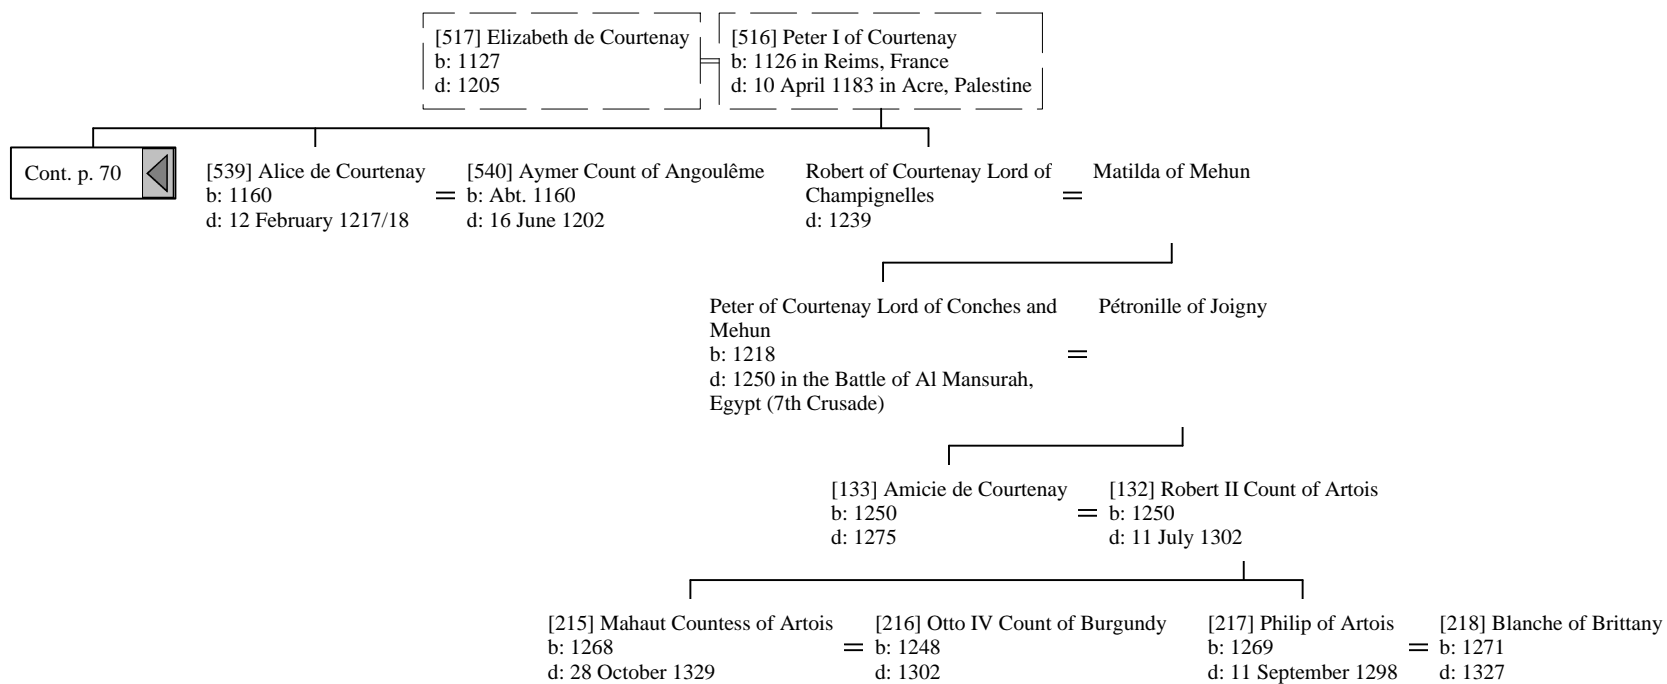 [517] Elizabeth de Courtenay
b: 1127
d: 1205
[516] Peter I of Courtenay
b: 1126 in Reims, France
d: 10 April 1183 in Acre, Palestine
Cont. p. 70
[539] Alice de Courtenay
b: 1160
d: 12 February 1217/18
=
[540] Aymer Count of Angoulême
b: Abt. 1160
d: 16 June 1202
Robert of Courtenay Lord of
Champignelles
d: 1239
=
Matilda of Mehun
Peter of Courtenay Lord of Conches and
Mehun
b: 1218
d: 1250 in the Battle of Al Mansurah,
Egypt (7th Crusade)
=
Pétronille of Joigny
[133] Amicie de Courtenay
b: 1250
d: 1275
=
[132] Robert II Count of Artois
b: 1250
d: 11 July 1302
[215] Mahaut Countess of Artois
b: 1268
d: 28 October 1329
=
[216] Otto IV Count of Burgundy
b: 1248
d: 1302
[217] Philip of Artois
b: 1269
d: 11 September 1298
=
[218] Blanche of Brittany
b: 1271
d: 1327